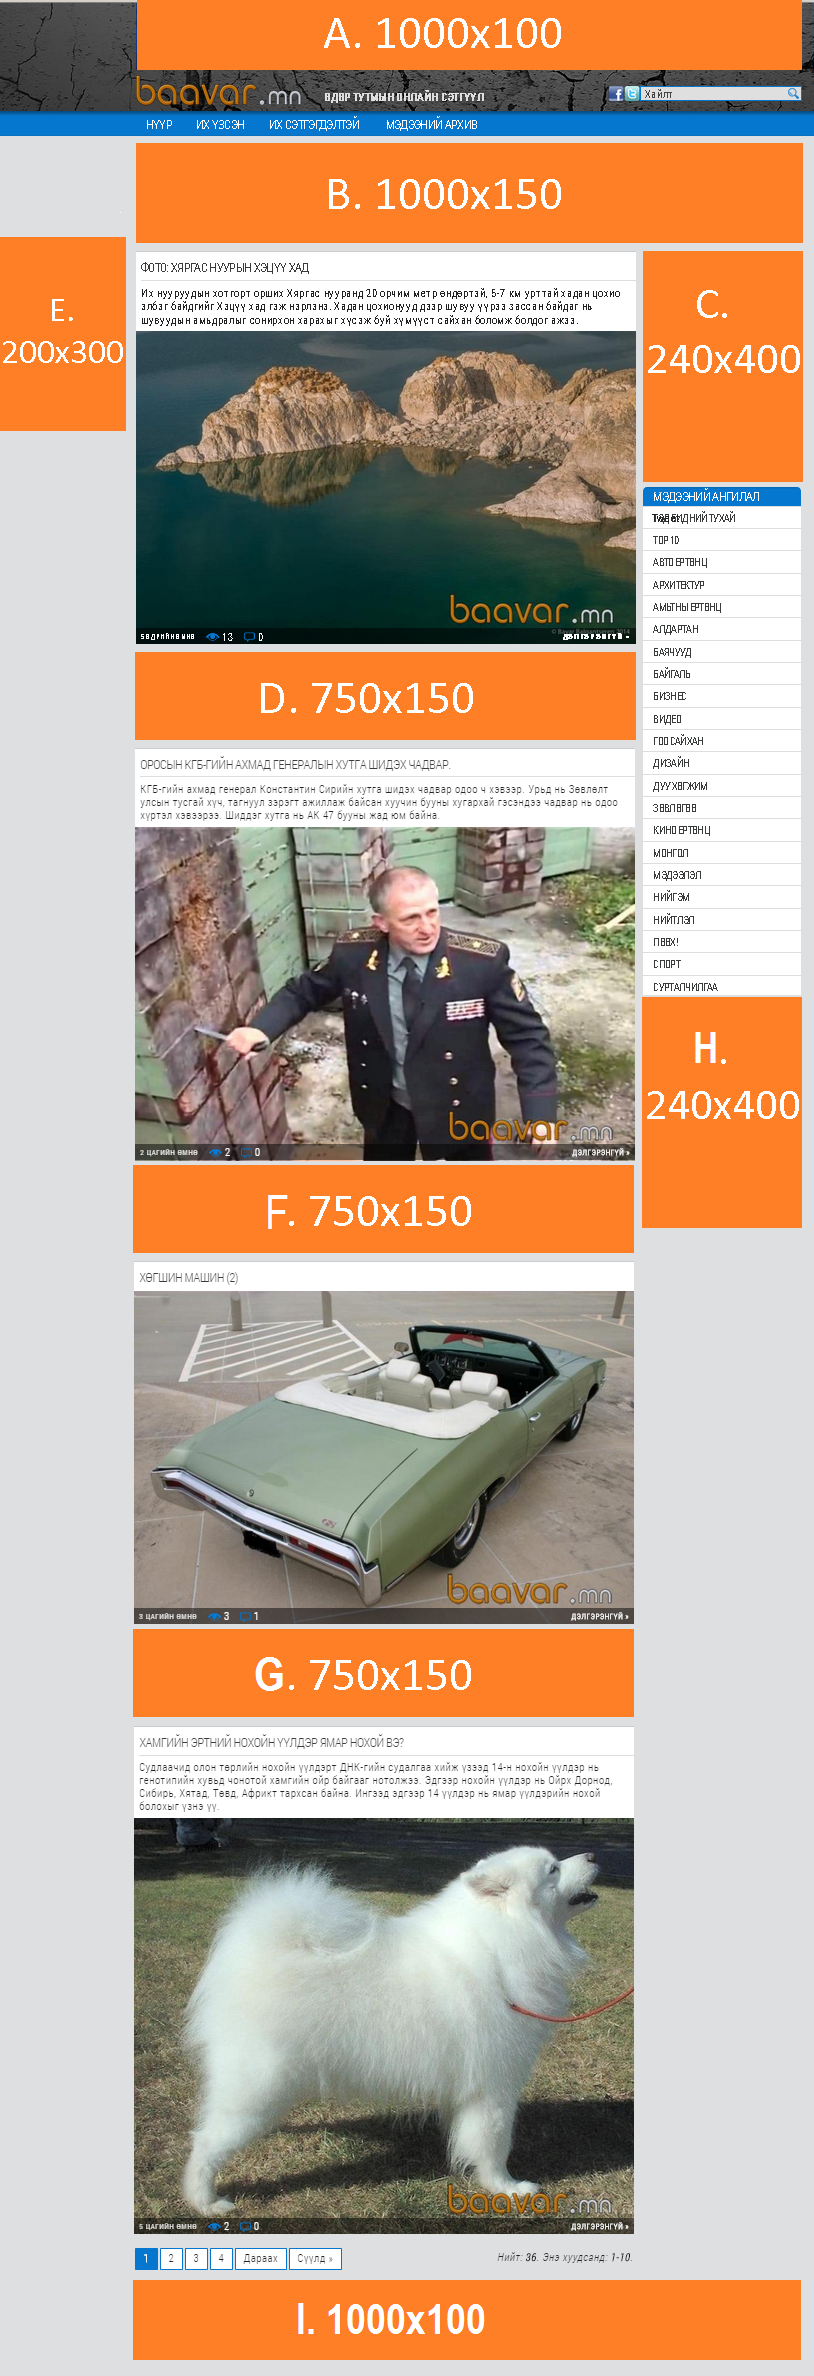 A. 1000x100
baavar.mn
ӨДӨР ТУТМЫН ОНЛАЙН СЭТГҮҮЛ
Хайлт
НҮҮР ИХ ҮЗСЭН ИХ СЭТГЭГДЭЛТЭЙ МЭДЭЭНИЙ АРХИВ
B. 1000x150
E.
200x300
ФОТО: ХЯРГАС НУУРЫН ХЭЦҮҮ ХАД
Их нууруудын хотгорт орших Хяргас нууранд 20 орчим метр өндөртэй, 5-7 км урттай хадан цохио
элбэг байдгийг Хэцүү хад гэж нэрлэнэ. Хадан цохионууд дээр шувуу үүрээ зассан байдаг нь
шувуудын амьдралыг сонирхон харахыг хүсэж буй хүмүүст сайхан боломж болдог ажээ.
baavar.mn
13 0
ДЭЛГЭРЭНГҮЙ »
C.
240x400
МЭДЭЭНИЙ АНГИЛАЛ
БИДНИЙ ТУХАЙ
TOP 10
АВТО ЕРТӨНЦ
АРХИТЕКТУР
АМЬТНЫ ЕРТӨНЦ
АЛДАРТАН
БАЯЧУУД
БАЙГАЛЬ
БИЗНЕС
ВИДЕО
ГОО САЙХАН
ДИЗАЙН
ДУУ ХӨГЖИМ
ЗӨВЛӨГӨӨ
КИНО ЕРТӨНЦ
МОНГОЛ
МЭДЭЭЛЭЛ
НИЙГЭМ
НИЙТЛЭЛ
ПӨӨХ!
СПОРТ
СУРТАЛЧИЛГАА
H.
240x400
D. 750x150
ОРОСЫН КГБ-ГИЙН АХМАД ГЕНЕРАЛЫН ХУТГА ШИДЭХ ЧАДВАР.
КГБ-гийн ахмад генерал Константин Сирийн хутга шидэх чадвар одоо ч хэвээр. Урьд нь Зөвлөлт
улсын тусгай хүч, тагнуул зэрэгт ажиллаж байсан хуучин бууны хугархай гэсэндээ чадвар нь одоо
хүртэл хэвээрээ. Шиддэг хутга нь АК 47 бууны жад юм байна.
baavar.mn
2 ЦАГИЙН ӨМНӨ 2 0 ДЭЛГЭРЭНГҮЙ »
F. 750x150
ХӨГШИН МАШИН (2)
baavar.mn
3 ЦАГИЙН ӨМНӨ 3 1 ДЭЛГЭРЭНГҮЙ »
G. 750x150
ХАМГИЙН ЭРТНИЙ НОХОЙН ҮҮЛДЭР ЯМАР НОХОЙ ВЭ?
Судлаачид олон төрлийн нохойн үүлдэрт ДНК-гийн судалгаа хийж үзээд 14-н нохойн үүлдэр нь
генотипийн хувьд чонотой хамгийн ойр байгааг нотолжээ. Эдгээр нохойн үүлдэр нь Ойрх Дорнод,
Сибирь, Хятад, Төвд, Африкт тархсан байна. Ингээд эдгээр 14 үүлдэр нь ямар үүлдэрийн нохой
болохыг үзнэ үү.
baavar.mn
5 ЦАГИЙН ӨМНӨ 2 0 ДЭЛГЭРЭНГҮЙ »
1 2 3 4 Дараах Сүүлд » Нийт: 36. Энэ хуудсанд: 1-10.
I. 1000x100